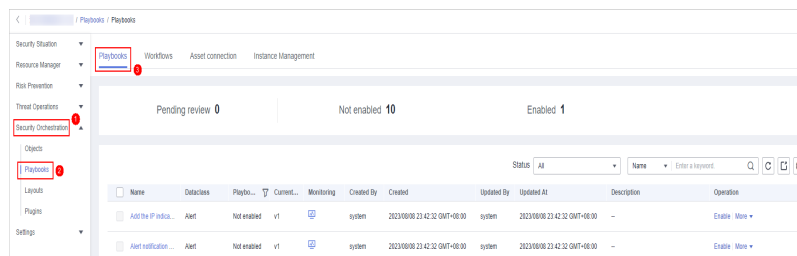 / Playbooks / Playbooks
Security Situation
Resource Manager
Risk Prevention
Threat Operations
Security Orchestration
1
Objects
Playbooks
2
Layouts
Plugins
Settings
Playbooks Workflows Asset connection Instance Management
3
Pending review 0 Not enabled 10 Enabled 1
Status All Name Enter a keyword.
Name Dataclass Playbo... Current... Monitoring Created By Created Updated By Updated At Description Operation
Add the IP indica... Alert Not enabled v1 system 2023/08/08 23:42:32 GMT+08:00 system 2023/08/08 23:42:32 GMT+08:00 -- Enable More
Alert notification ... Alert Not enabled v1 system 2023/08/08 23:42:32 GMT+08:00 system 2023/08/08 23:42:32 GMT+08:00 -- Enable More